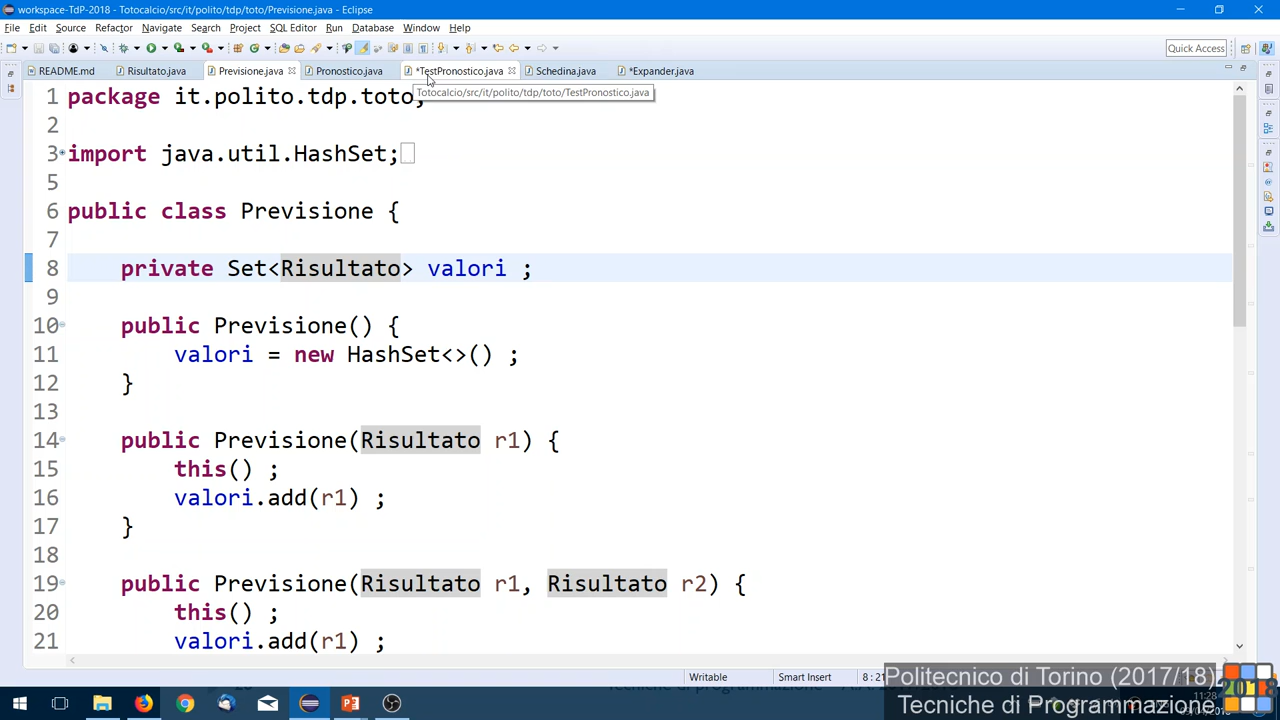 workspace-TdP-2018 - Totocalcio/src/it/polito/tdp/toto/Previsione.java - Eclipse
File Edit Source Refactor Navigate Search Project SQL Editor Run Database Window Help
Quick Access
README.md Risultato.java Previsione.java Pronostico.java *TestPronostico.java Schedina.java *Expander.java
Totocalcio/src/it/polito/tdp/toto/TestPronostico.java
1 package it.polito.tdp.toto;
2
3 import java.util.HashSet;
5
6 public class Previsione {
7
8 private Set<Risultato> valori ;
9
10 public Previsione() {
11 valori = new HashSet<>() ;
12 }
13
14 public Previsione(Risultato r1) {
15 this() ;
16 valori.add(r1) ;
17 }
18
19 public Previsione(Risultato r1, Risultato r2) {
20 this() ;
21 valori.add(r1) ;
Writable Smart Insert 8 : 21
Politecnico di Torino (2017/18)
Tecniche di Programmazione
2018
11:28